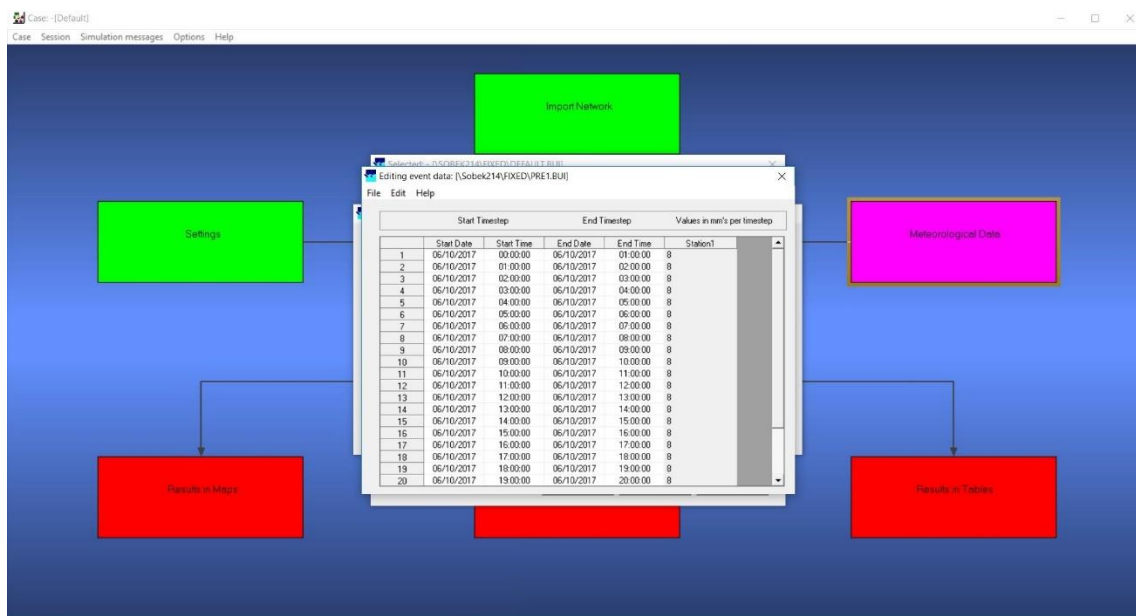 Case: -[Default]
Case Session Simulation messages Options Help
Import Network
Selected: - [\SOBEK214\FIXED\DEFAULT.BUI]
Editing event data: [\Sobek214\FIXED\PRE1.BUI]
File Edit Help
Start Timestep End Timestep Values in mm's per timestep
Start Date Start Time End Date End Time Station1
1 06/10/2017 00:00:00 06/10/2017 01:00:00 8
2 06/10/2017 01:00:00 06/10/2017 02:00:00 8
3 06/10/2017 02:00:00 06/10/2017 03:00:00 8
4 06/10/2017 03:00:00 06/10/2017 04:00:00 8
5 06/10/2017 04:00:00 06/10/2017 05:00:00 8
6 06/10/2017 05:00:00 06/10/2017 06:00:00 8
7 06/10/2017 06:00:00 06/10/2017 07:00:00 8
8 06/10/2017 07:00:00 06/10/2017 08:00:00 8
9 06/10/2017 08:00:00 06/10/2017 09:00:00 8
10 06/10/2017 09:00:00 06/10/2017 10:00:00 8
11 06/10/2017 10:00:00 06/10/2017 11:00:00 8
12 06/10/2017 11:00:00 06/10/2017 12:00:00 8
13 06/10/2017 12:00:00 06/10/2017 13:00:00 8
14 06/10/2017 13:00:00 06/10/2017 14:00:00 8
15 06/10/2017 14:00:00 06/10/2017 15:00:00 8
16 06/10/2017 15:00:00 06/10/2017 16:00:00 8
17 06/10/2017 16:00:00 06/10/2017 17:00:00 8
18 06/10/2017 17:00:00 06/10/2017 18:00:00 8
19 06/10/2017 18:00:00 06/10/2017 19:00:00 8
20 06/10/2017 19:00:00 06/10/2017 20:00:00 8
Settings
Meteorological Data
Results in Maps
Results in Tables